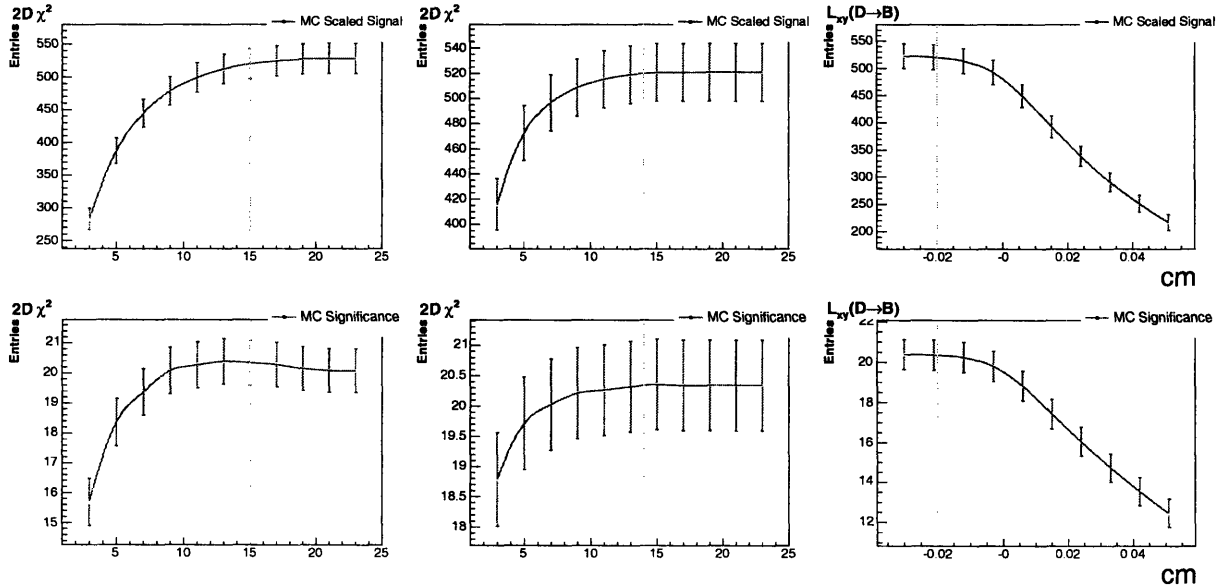 2D χ²
MC Scaled Signal
Entries
550
500
450
400
350
300
250
5 10 15 20 25
2D χ²
MC Scaled Signal
Entries
540
520
500
480
460
440
420
400
5 10 15 20 25
Lxy(D→B)
MC Scaled Signal
Entries
550
500
450
400
350
300
250
200
-0.02 -0 0.02 0.04
cm
2D χ²
MC Significance
Entries
21
20
19
18
17
16
15
5 10 15 20 25
2D χ²
MC Significance
Entries
21
20.5
20
19.5
19
18.5
18
5 10 15 20 25
Lxy(D→B)
MC Significance
Entries
22
20
18
16
14
12
-0.02 -0 0.02 0.04
cm